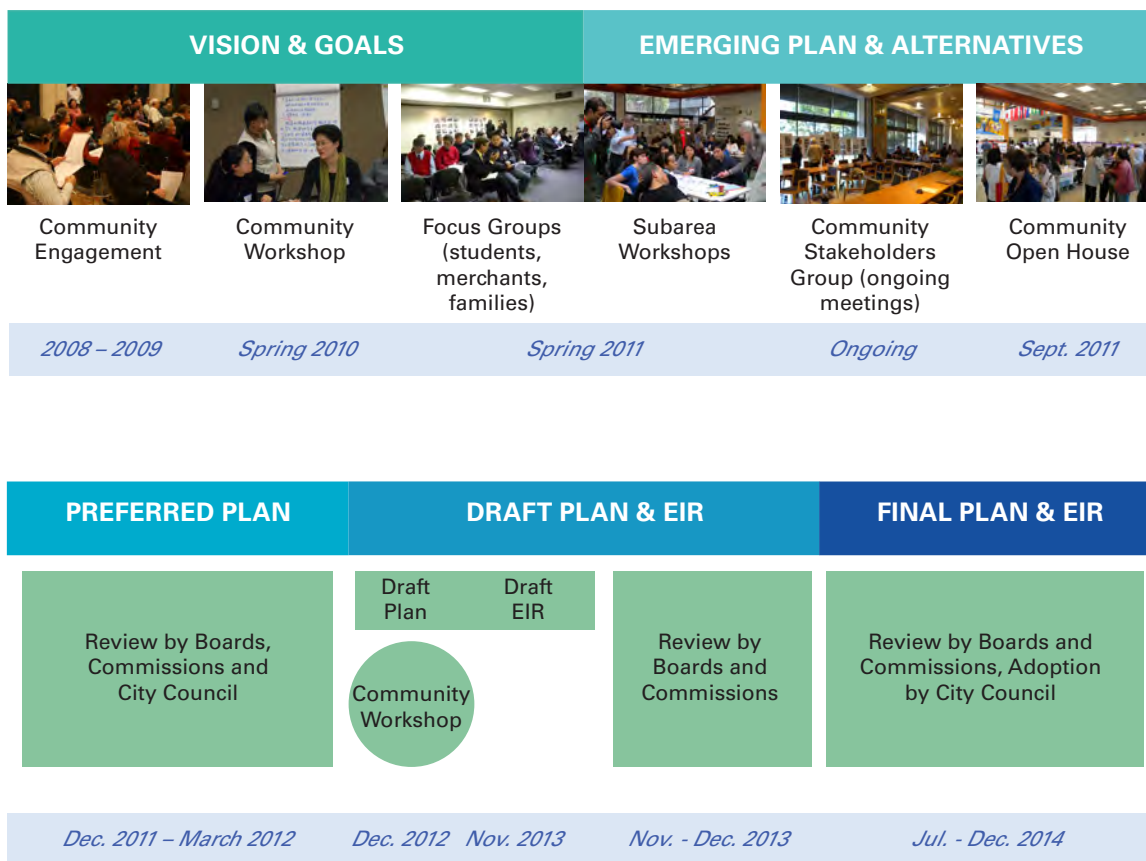 VISION & GOALS
EMERGING PLAN & ALTERNATIVES
Community
Engagement
Community
Workshop
Focus Groups
(students,
merchants,
families)
Subarea
Workshops
Community
Stakeholders
Group (ongoing
meetings)
Community
Open House
2008 – 2009
Spring 2010
Spring 2011
Ongoing
Sept. 2011
PREFERRED PLAN
DRAFT PLAN & EIR
FINAL PLAN & EIR
Review by Boards,
Commissions and
City Council
Draft
Plan
Draft
EIR
Community
Workshop
Review by
Boards and
Commissions
Review by Boards and
Commissions, Adoption
by City Council
Dec. 2011 – March 2012
Dec. 2012
Nov. 2013
Nov. - Dec. 2013
Jul. - Dec. 2014